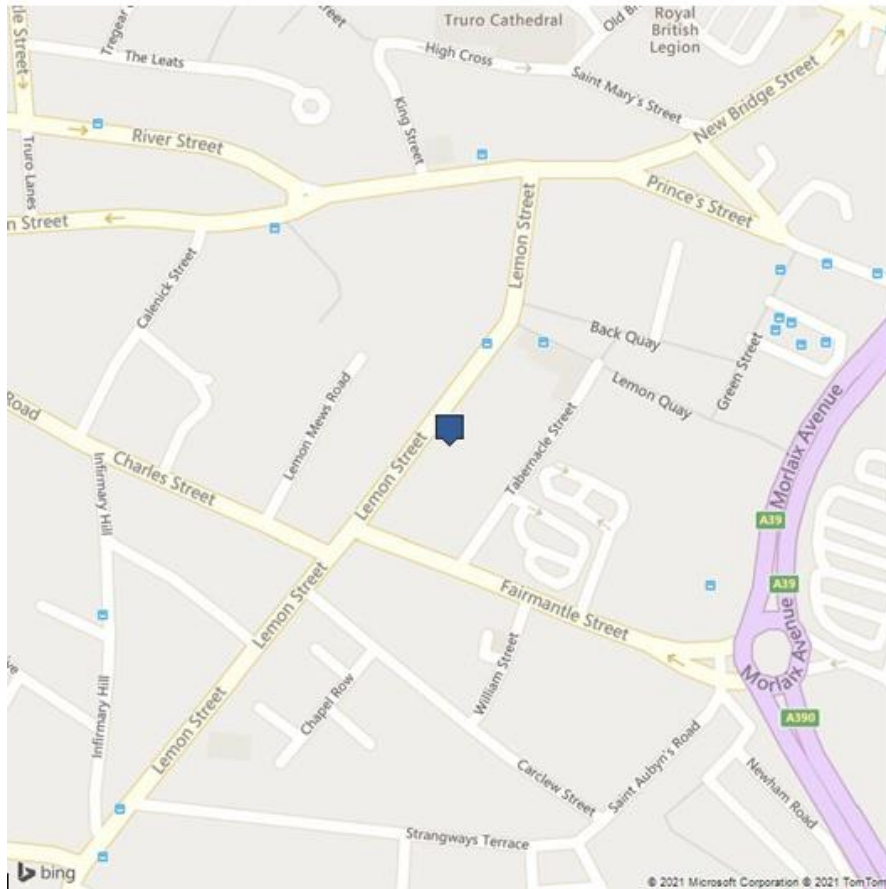 Truro Cathedral
Old
Royal
British
Legion
Tregear
The Leats
High Cross
Saint Mary's Street
New Bridge Street
King Street
River Street
Truro Lanes
Prince's Street
Street
Lemon Street
Calenick Street
Back Quay
Green Street
Lemon Quay
Lemon Mews Road
Morlaix Avenue
Road
Charles Street
Lemon Street
Tabernacle Street
Infirmary Hill
A39
Lemon Street
Fairmantle Street
A39
Morlaix Avenue
William Street
Morlaix Avenue
Chapel Row
A390
Lemon Street
Infirmary Hill
Carclew Street
Saint Aubyn's Road
Newham Road
Strangways Terrace
bing
© 2021 Microsoft Corporation © 2021 TomTom